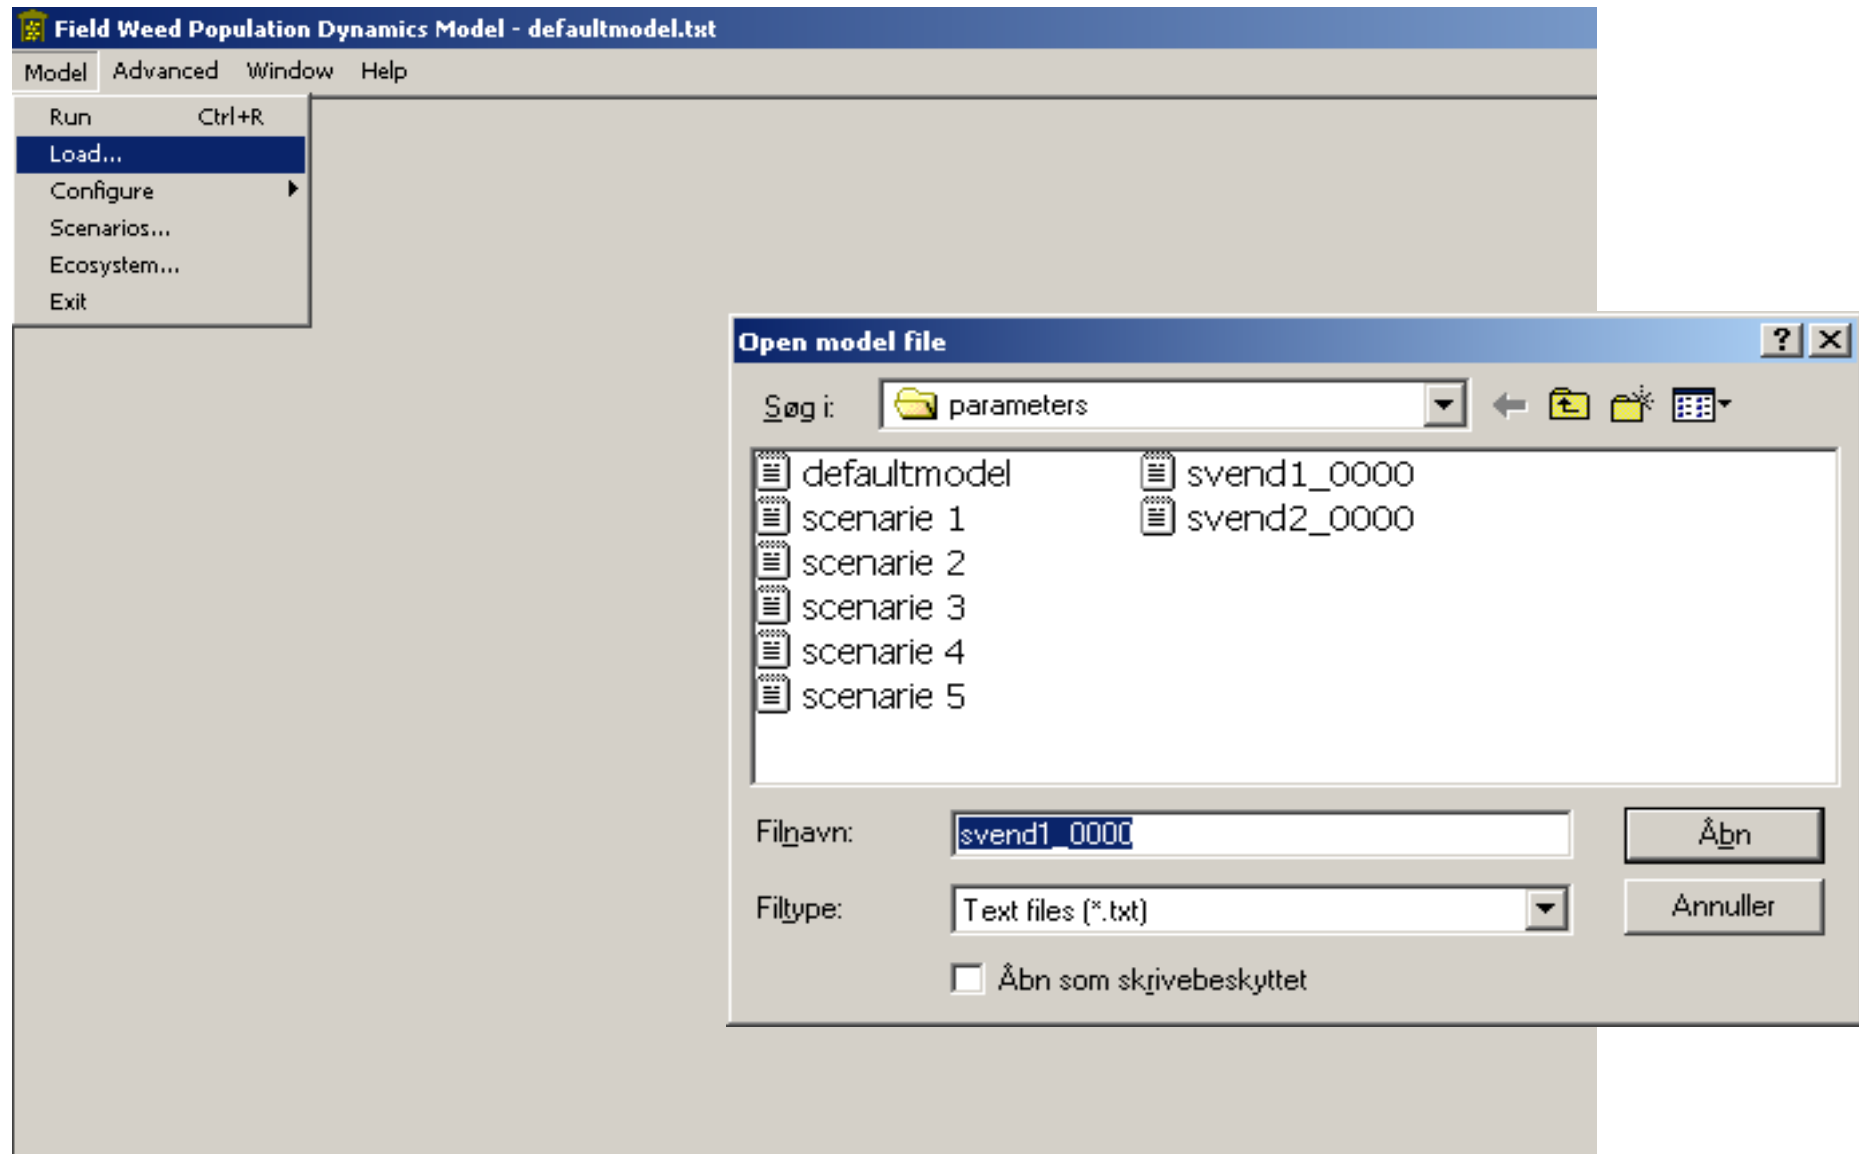 Field Weed Population Dynamics Model - defaultmodel.txt
Model Advanced Window Help
Run Ctrl+R
Load...
Configure
Scenarios...
Ecosystem...
Exit
Open model file
Søg i: parameters
defaultmodel svend1_0000
scenarie 1 svend2_0000
scenarie 2
scenarie 3
scenarie 4
scenarie 5
Filnavn: svend1_0000 Åbn
Filtype: Text files (*.txt) Annuller
Åbn som skrivebeskyttet